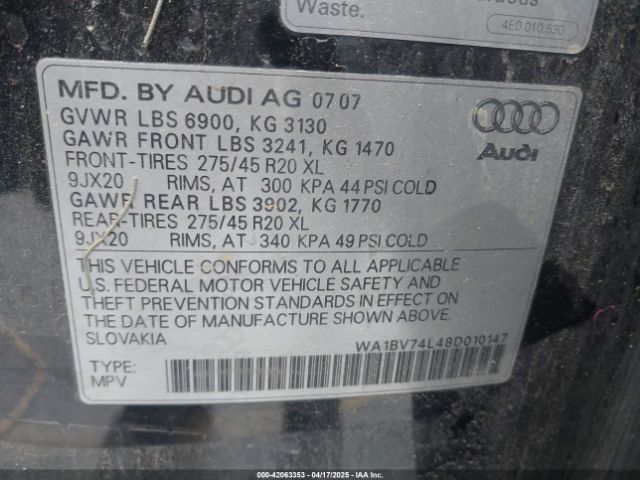 Waste.
4E0 010 530
MFD. BY AUDI AG 07 07
GVWR LBS 6900, KG 3130
GAWR FRONT LBS 3241, KG 1470
FRONT-TIRES 275/45 R20 XL
9JX20 RIMS, AT 300 KPA 44 PSI COLD
GAWR REAR LBS 3902, KG 1770
REAR-TIRES 275/45 R20 XL
9JX20 RIMS, AT 340 KPA 49 PSI COLD
Audi
THIS VEHICLE CONFORMS TO ALL APPLICABLE
U.S. FEDERAL MOTOR VEHICLE SAFETY AND
THEFT PREVENTION STANDARDS IN EFFECT ON
THE DATE OF MANUFACTURE SHOWN ABOVE
SLOVAKIA
WA1BV74L48D010147
TYPE:
MPV
000-42063353 - 04/17/2025 - IAA